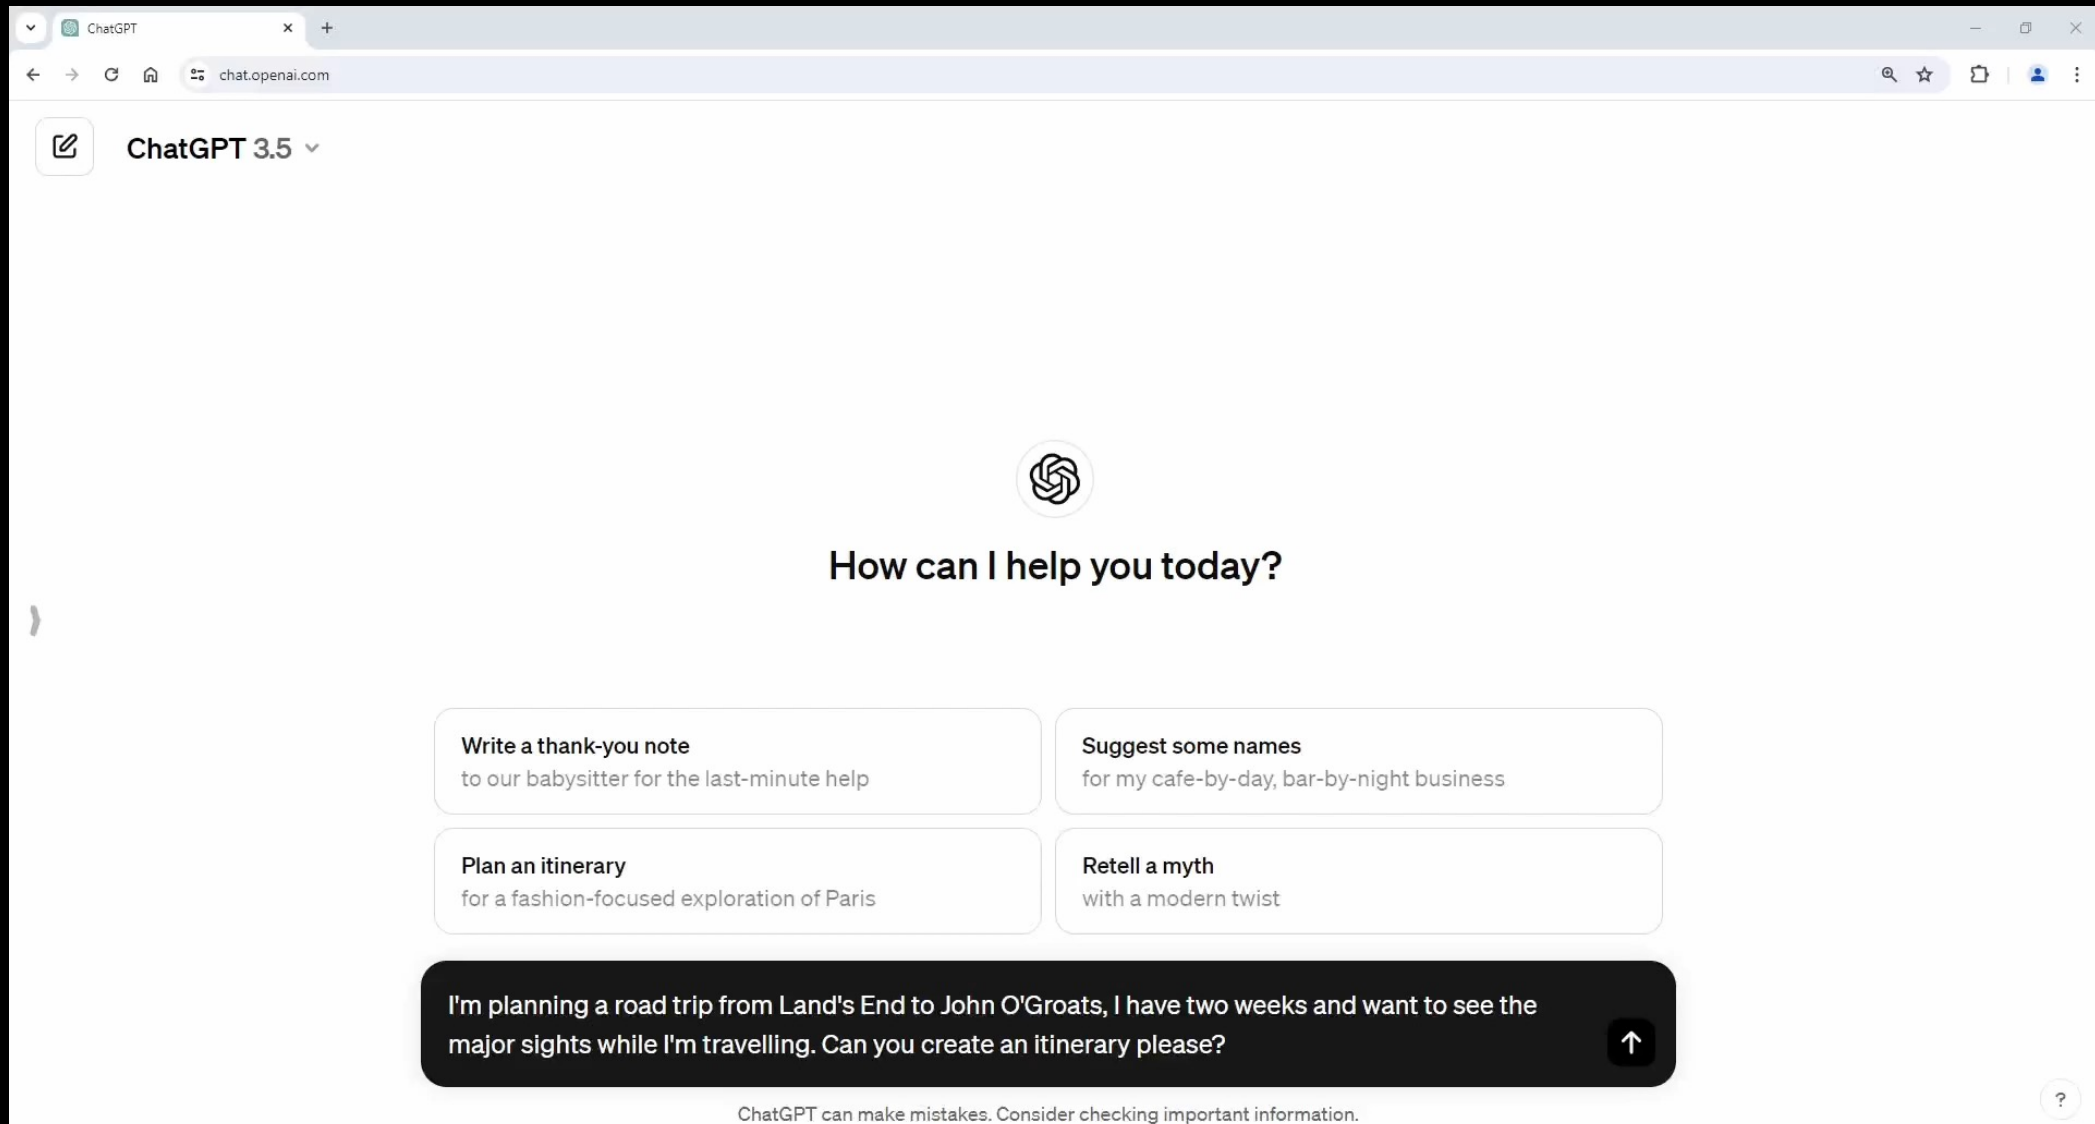 ChatGPT
chat.openai.com
ChatGPT 3.5
How can I help you today?
Write a thank-you note
to our babysitter for the last-minute help
Suggest some names
for my cafe-by-day, bar-by-night business
Plan an itinerary
for a fashion-focused exploration of Paris
Retell a myth
with a modern twist
I'm planning a road trip from Land's End to John O'Groats, I have two weeks and want to see the
major sights while I'm travelling. Can you create an itinerary please?
ChatGPT can make mistakes. Consider checking important information.
?